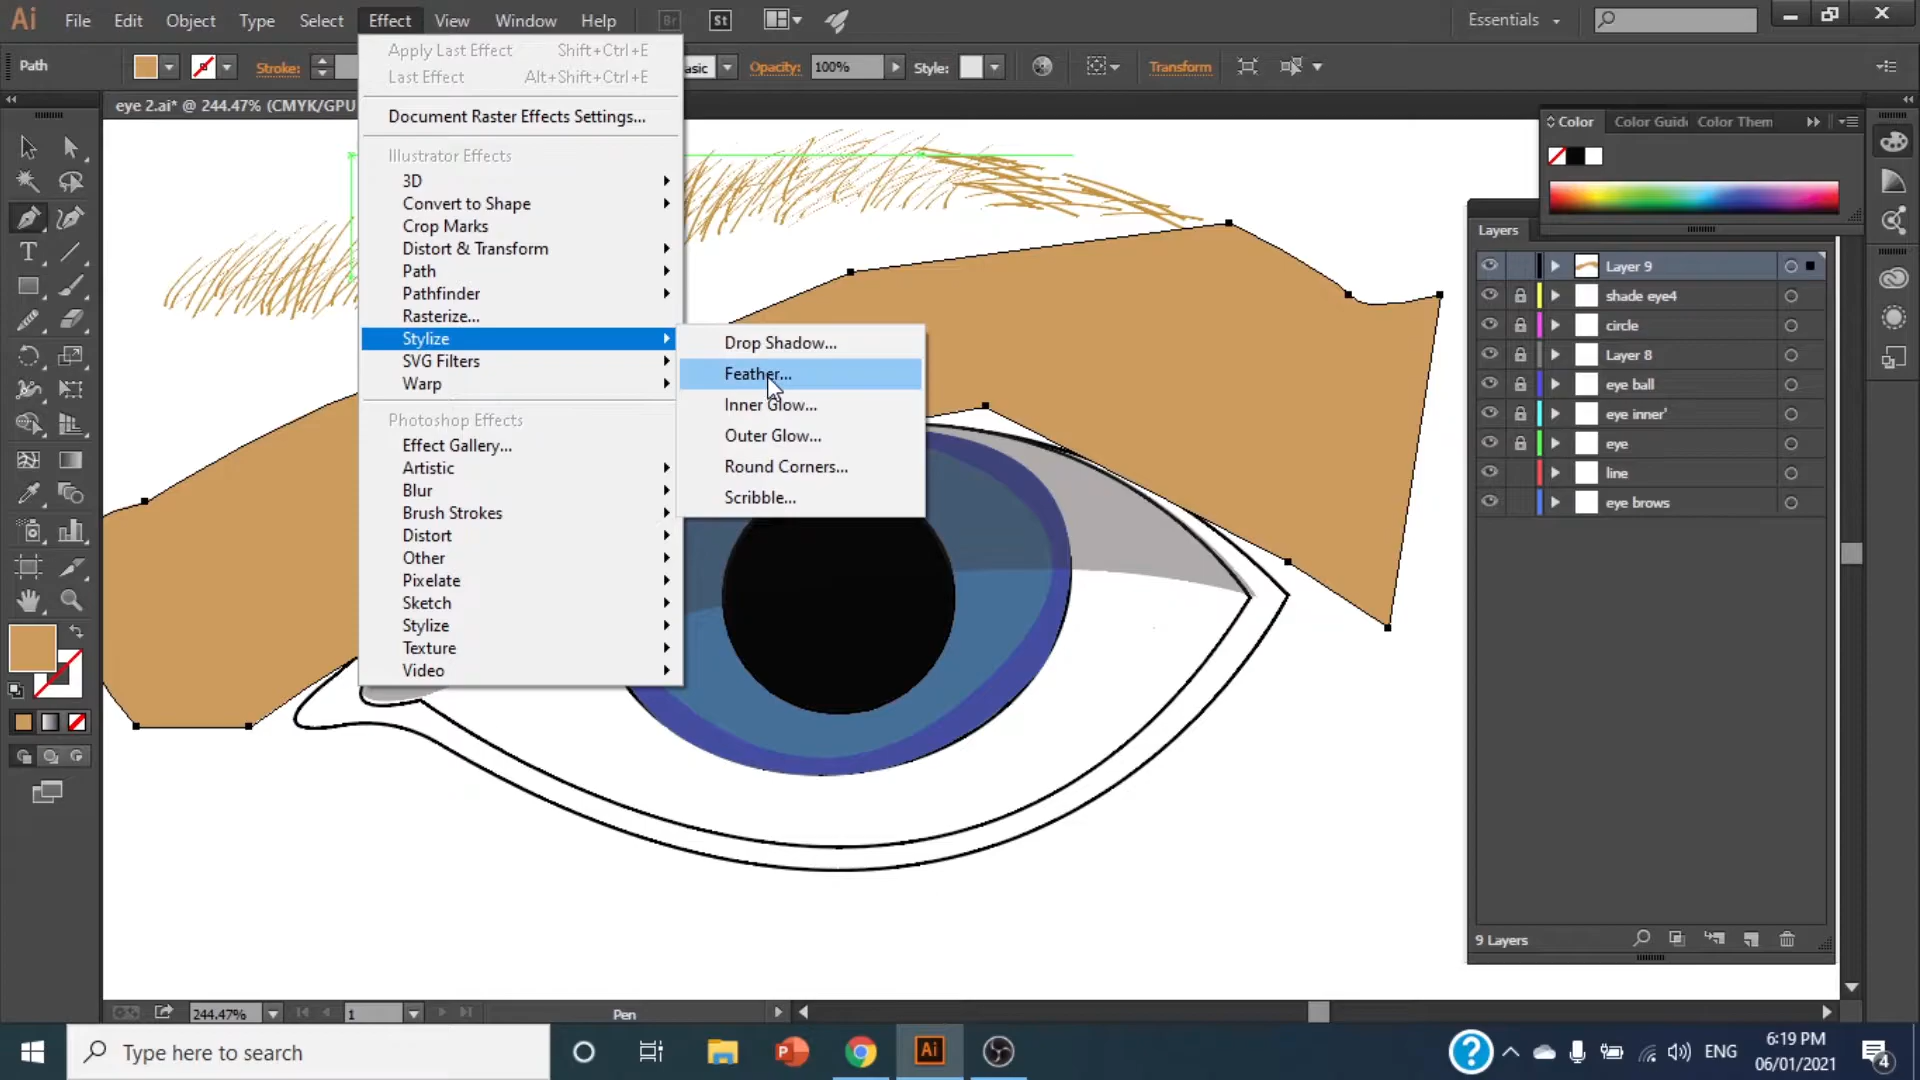 Ai File Edit Object Type Select Effect View Window Help Br St Essentials
Path Stroke: asic Opacity: 100% Style: Transform
eye 2.ai* @ 244.47% (CMYK/GPU
Apply Last Effect Shift+Ctrl+E
Last Effect Alt+Shift+Ctrl+E
Document Raster Effects Settings...
Illustrator Effects
3D
Convert to Shape
Crop Marks
Distort & Transform
Path
Pathfinder
Rasterize...
Stylize
SVG Filters
Warp
Photoshop Effects
Effect Gallery...
Artistic
Blur
Brush Strokes
Distort
Other
Pixelate
Sketch
Stylize
Texture
Video
Drop Shadow...
Feather...
Inner Glow...
Outer Glow...
Round Corners...
Scribble...
Color Color Guide Color Them
Layers
Layer 9
shade eye4
circle
Layer 8
eye ball
eye inner'
eye
line
eye brows
9 Layers
244.47% 1 Pen
Type here to search
Ai
ENG
6:19 PM
06/01/2021
4